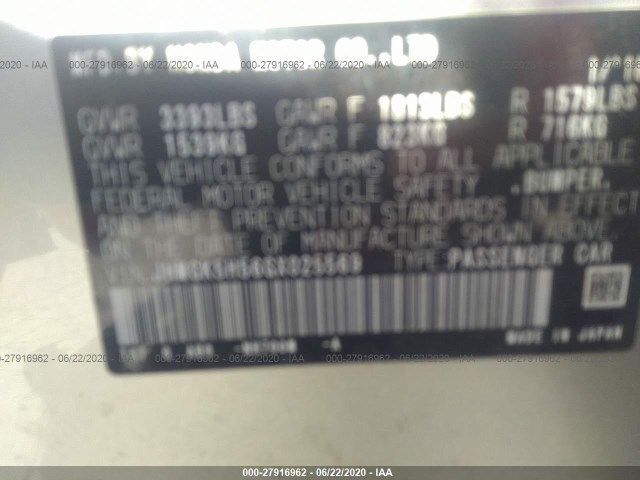 000-27916962 - 06/22/2020 - IAA
MFD BY HONDA MOTOR CO.,LTD
GVWR 3393LBS GAWR F 1813LBS R 1578LBS
GVWR 1539KG GAWR F 823KG R 716KG
THIS VEHICLE CONFORMS TO ALL APPLICABLE
FEDERAL MOTOR VEHICLE SAFETY, BUMPER,
AND THEFT PREVENTION STANDARDS IN EFFECT
ON THE DATE OF MANUFACTURE SHOWN ABOVE.
TYPE:PASSENGER CAR
MADE IN JAPAN
000-27916962 - 06/22/2020 - IAA